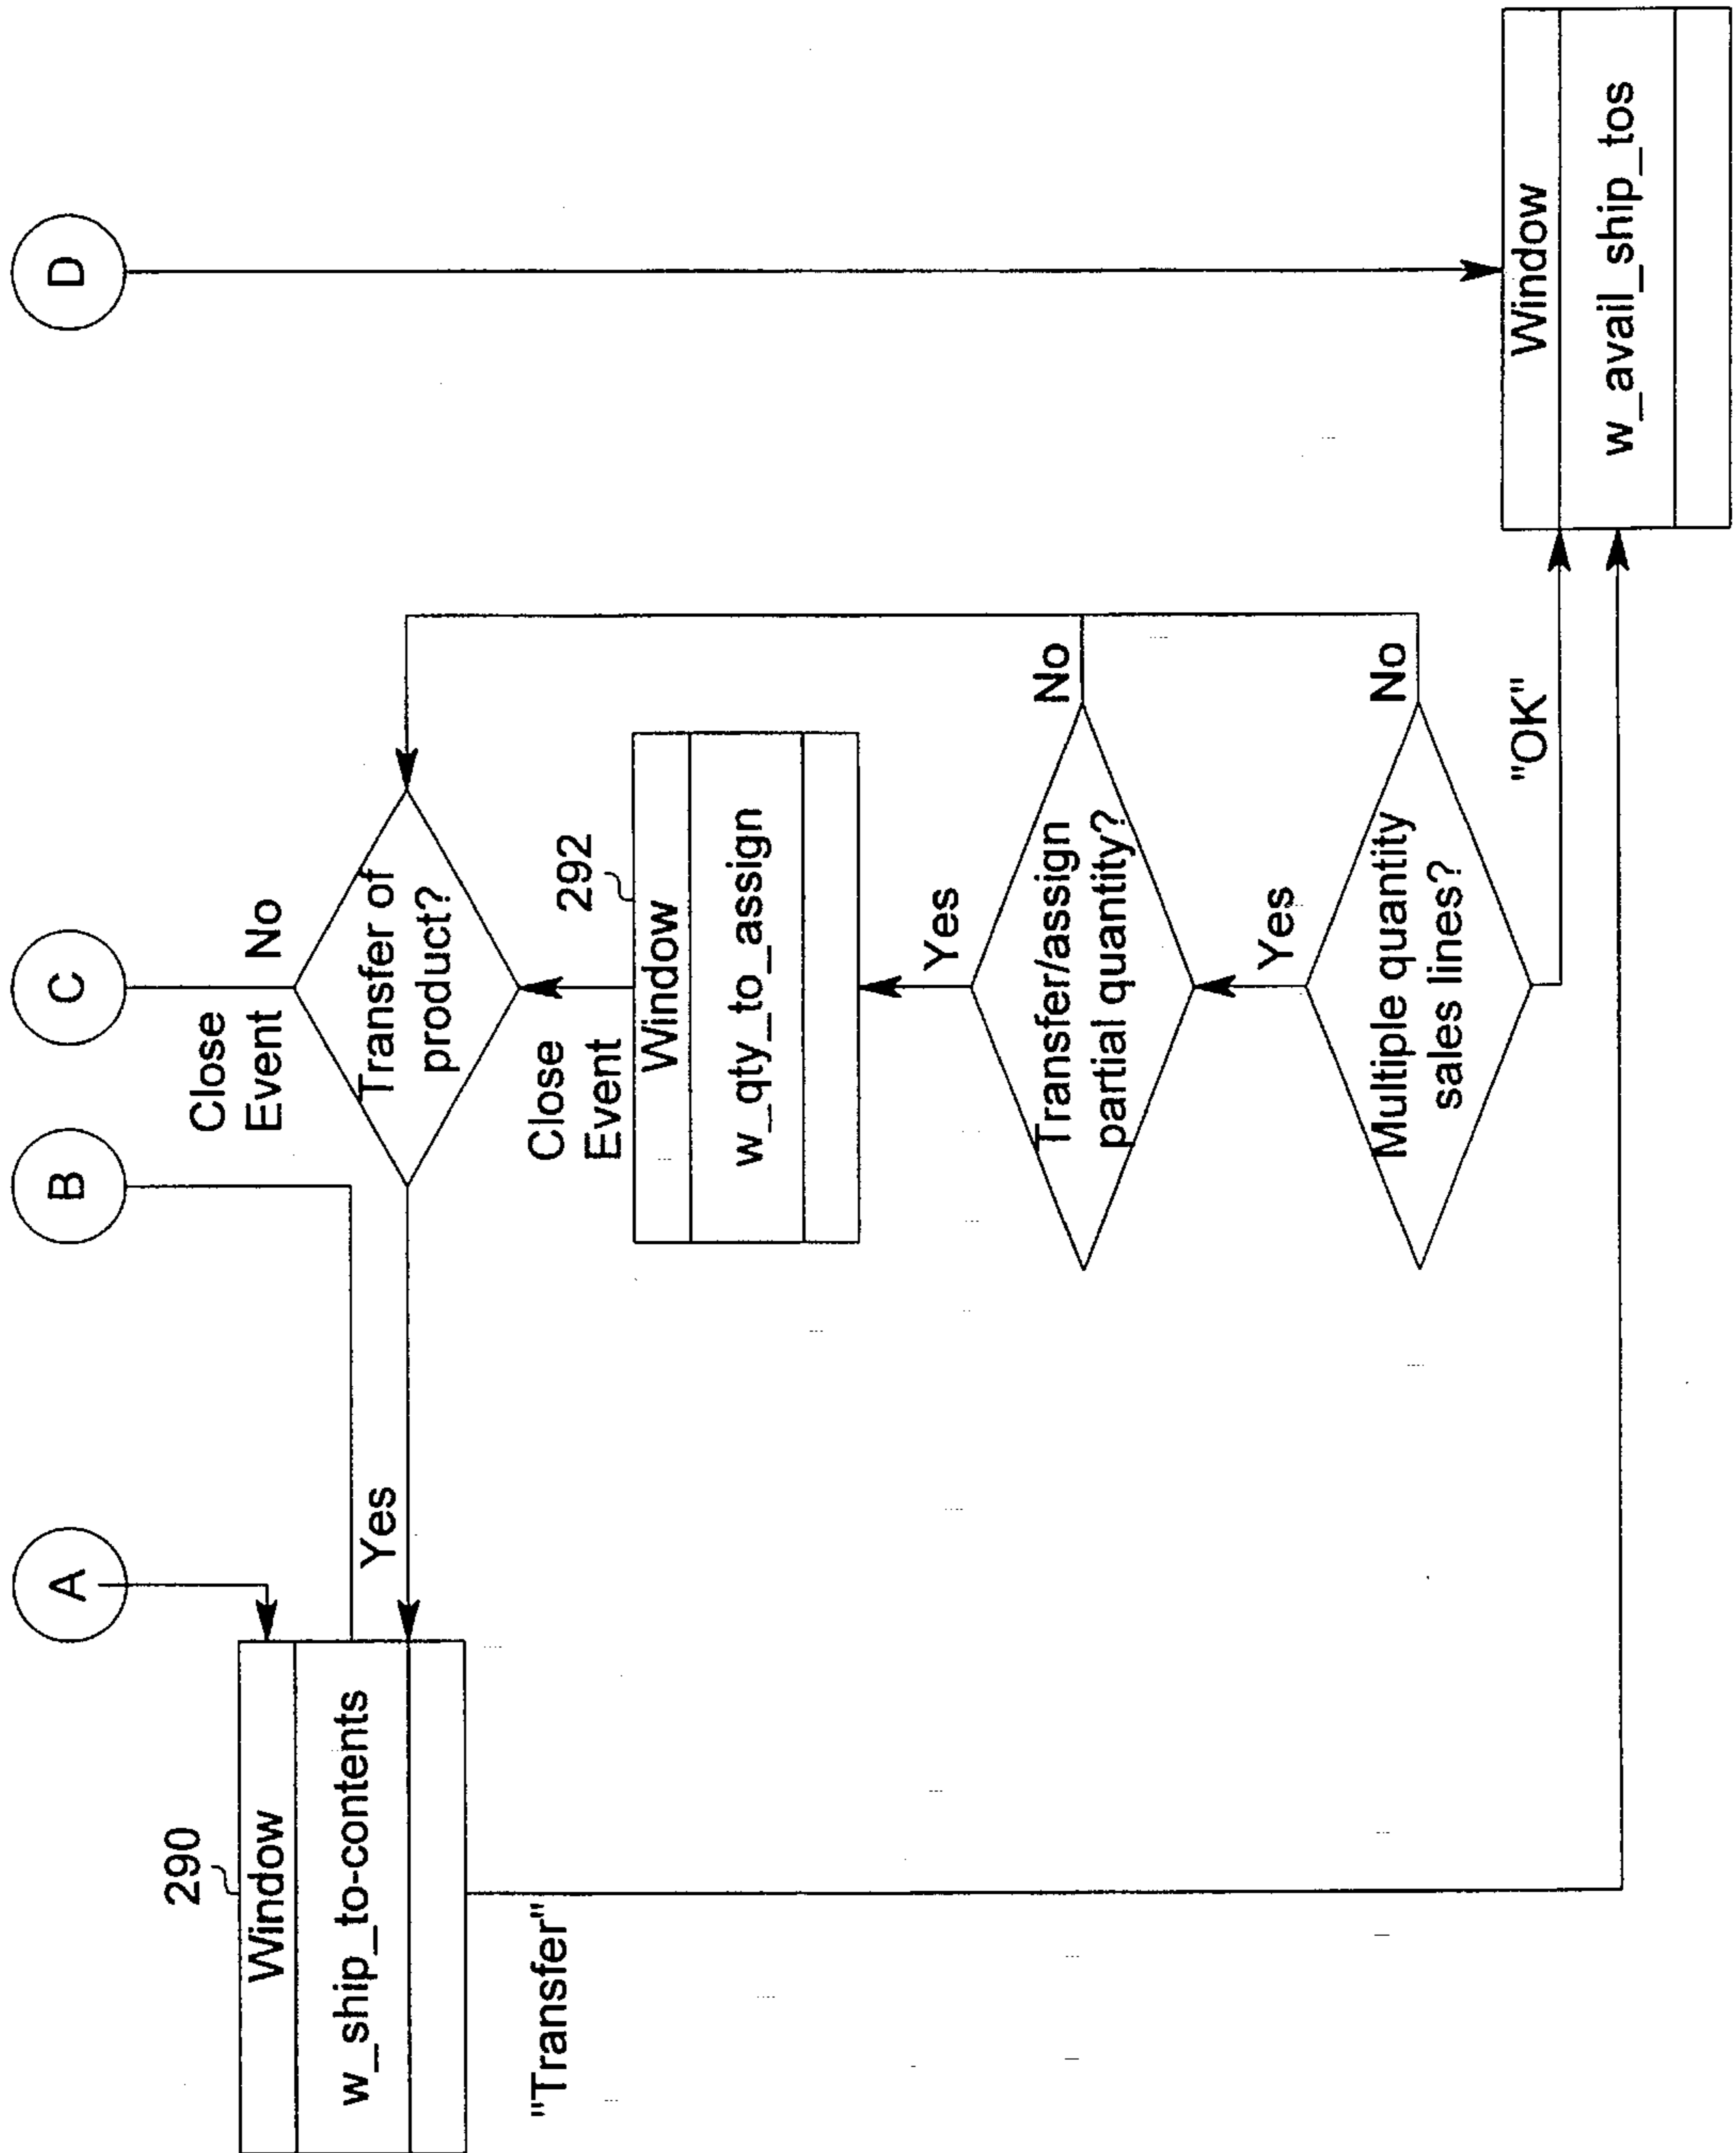 A
B
C
D
290
Window
w_ship_to-contents
Close
Event
No
Yes
Transfer of
product?
"Transfer"
Close
Event
292
Window
w_qty_to_assign
Yes
Transfer/assign
partial quantity?
No
Yes
Multiple quantity
sales lines?
No
"OK"
Window
w_avail_ship_tos